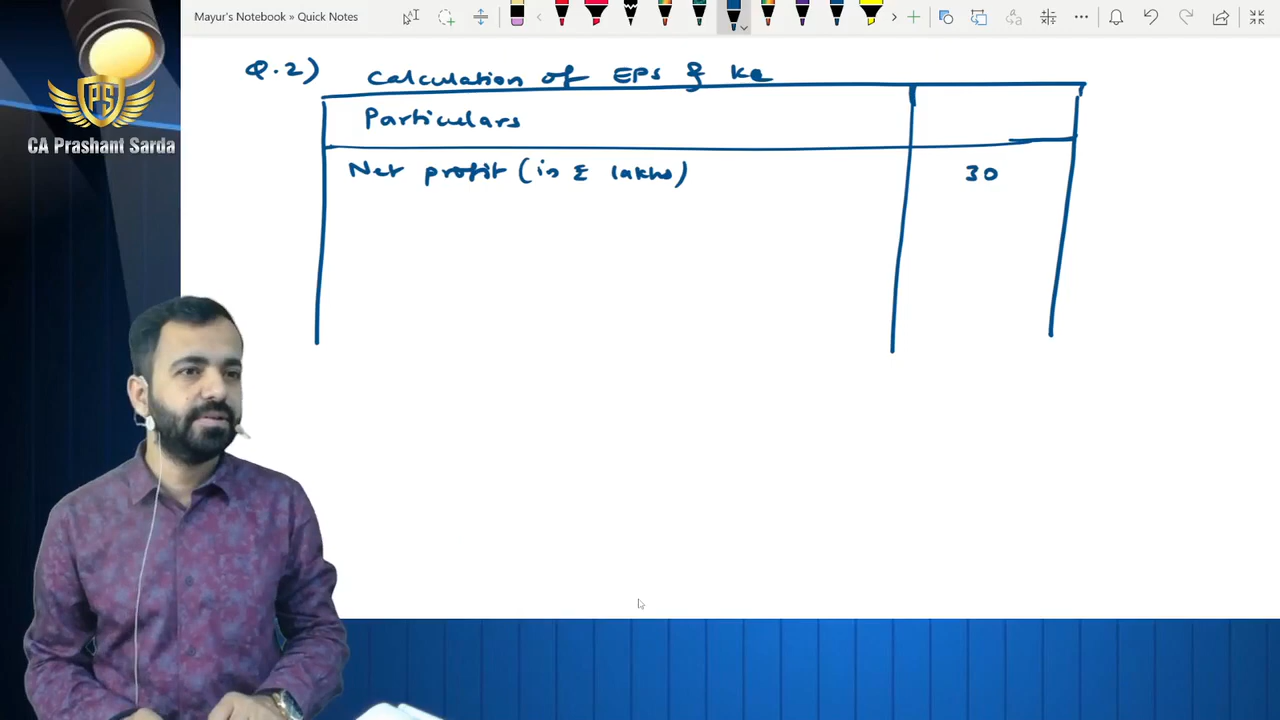 Mayur's Notebook » Quick Notes
PS
CA Prashant Sarda
Q.2) Calculation of EPS & ke
Particulars
Net profit (in ₹ lakhs) 30